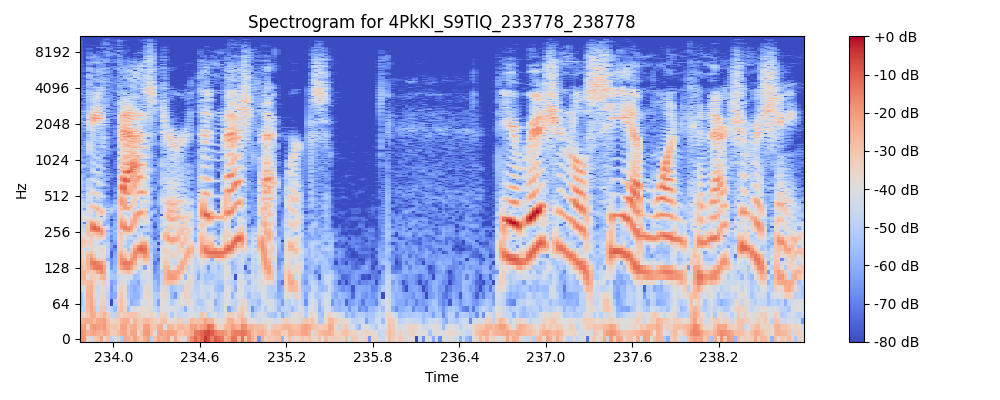 Spectrogram for 4PkKI_S9TIQ_233778_238778
8192
4096
2048
1024
512
256
128
64
0
Hz
234.0 234.6 235.2 235.8 236.4 237.0 237.6 238.2
Time
+0 dB
-10 dB
-20 dB
-30 dB
-40 dB
-50 dB
-60 dB
-70 dB
-80 dB